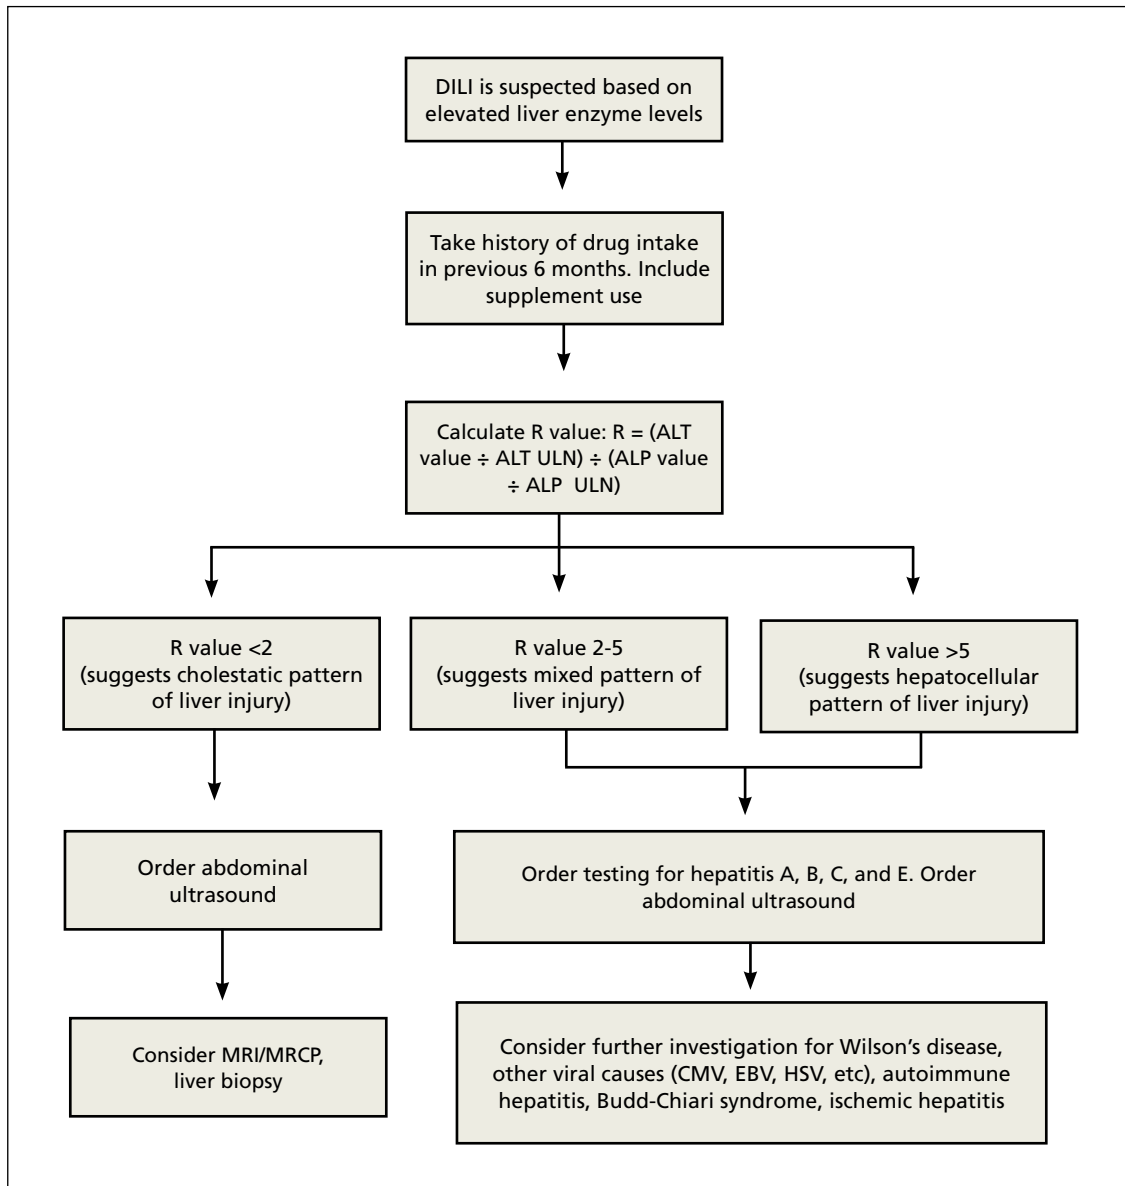 DILI is suspected based on
elevated liver enzyme levels
Take history of drug intake
in previous 6 months. Include
supplement use
Calculate R value: R = (ALT
value ÷ ALT ULN) ÷ (ALP value
÷ ALP  ULN)
R value <2
(suggests cholestatic pattern
of liver injury)
R value 2-5
(suggests mixed pattern of
liver injury)
R value >5
(suggests hepatocellular
pattern of liver injury)
Order abdominal
ultrasound
Order testing for hepatitis A, B, C, and E. Order
abdominal ultrasound
Consider MRI/MRCP,
liver biopsy
Consider further investigation for Wilson’s disease,
other viral causes (CMV, EBV, HSV, etc), autoimmune
hepatitis, Budd-Chiari syndrome, ischemic hepatitis